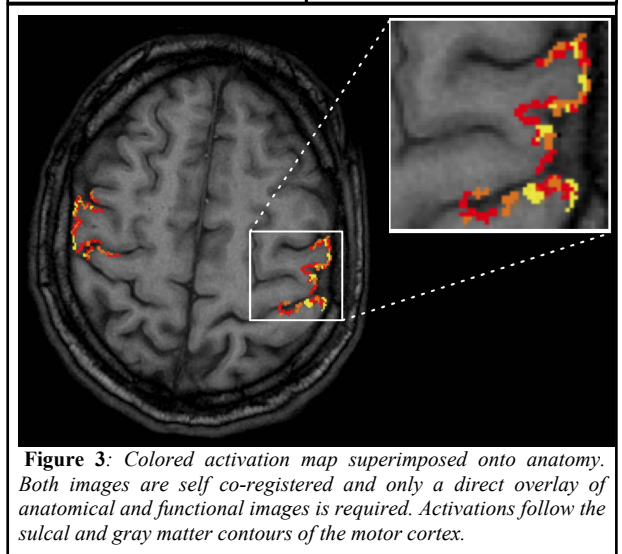 Figure 3: Colored activation map superimposed onto anatomy.
Both images are self co-registered and only a direct overlay of
anatomical and functional images is required. Activations follow the
sulcal and gray matter contours of the motor cortex.